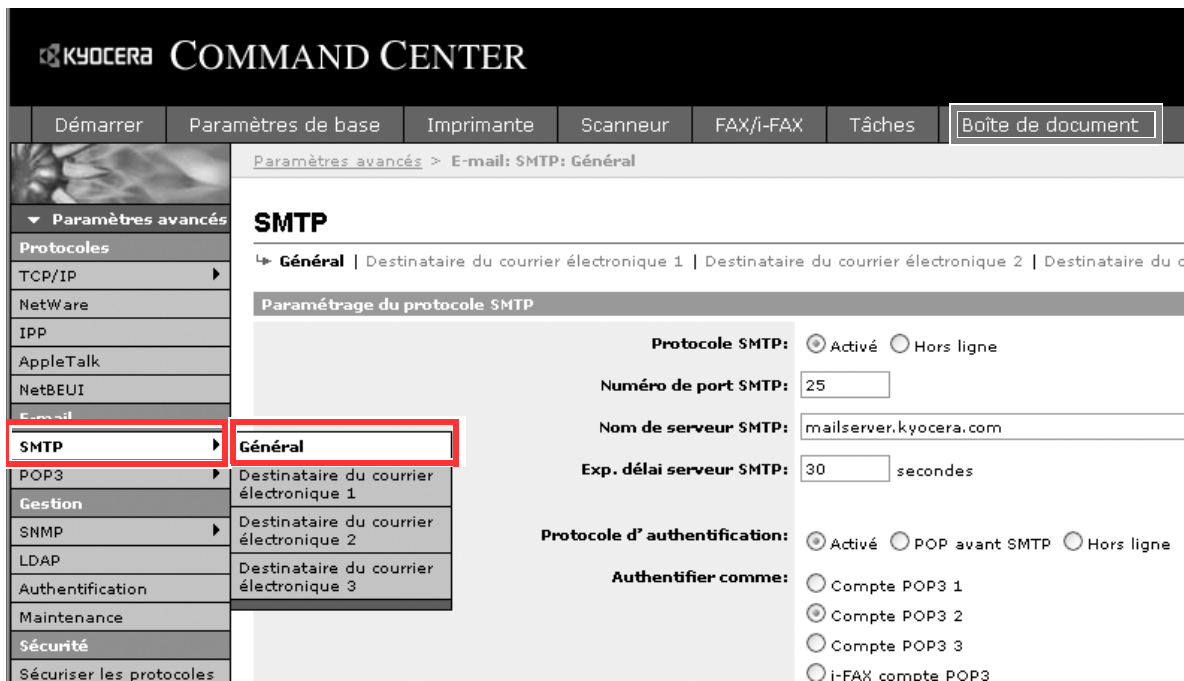 KYOCERA COMMAND CENTER
Démarrer Paramètres de base Imprimante Scanneur FAX/i-FAX Tâches Boîte de document
Paramètres avancés > E-mail: SMTP: Général
Paramètres avancés
Protocoles
TCP/IP
NetWare
IPP
AppleTalk
NetBEUI
E-mail
SMTP
POP3
Gestion
SNMP
LDAP
Authentification
Maintenance
Sécurité
Sécuriser les protocoles
Général
Destinataire du courrier
électronique 1
Destinataire du courrier
électronique 2
Destinataire du courrier
électronique 3
SMTP
Général | Destinataire du courrier électronique 1 | Destinataire du courrier électronique 2 | Destinataire du
Paramétrage du protocole SMTP
Protocole SMTP: Activé Hors ligne
Numéro de port SMTP: 25
Nom de serveur SMTP: mailserver.kyocera.com
Exp. délai serveur SMTP: 30 secondes
Protocole d'authentification: Activé POP avant SMTP Hors ligne
Authentifier comme: Compte POP3 1
Compte POP3 2
Compte POP3 3
i-FAX compte POP3